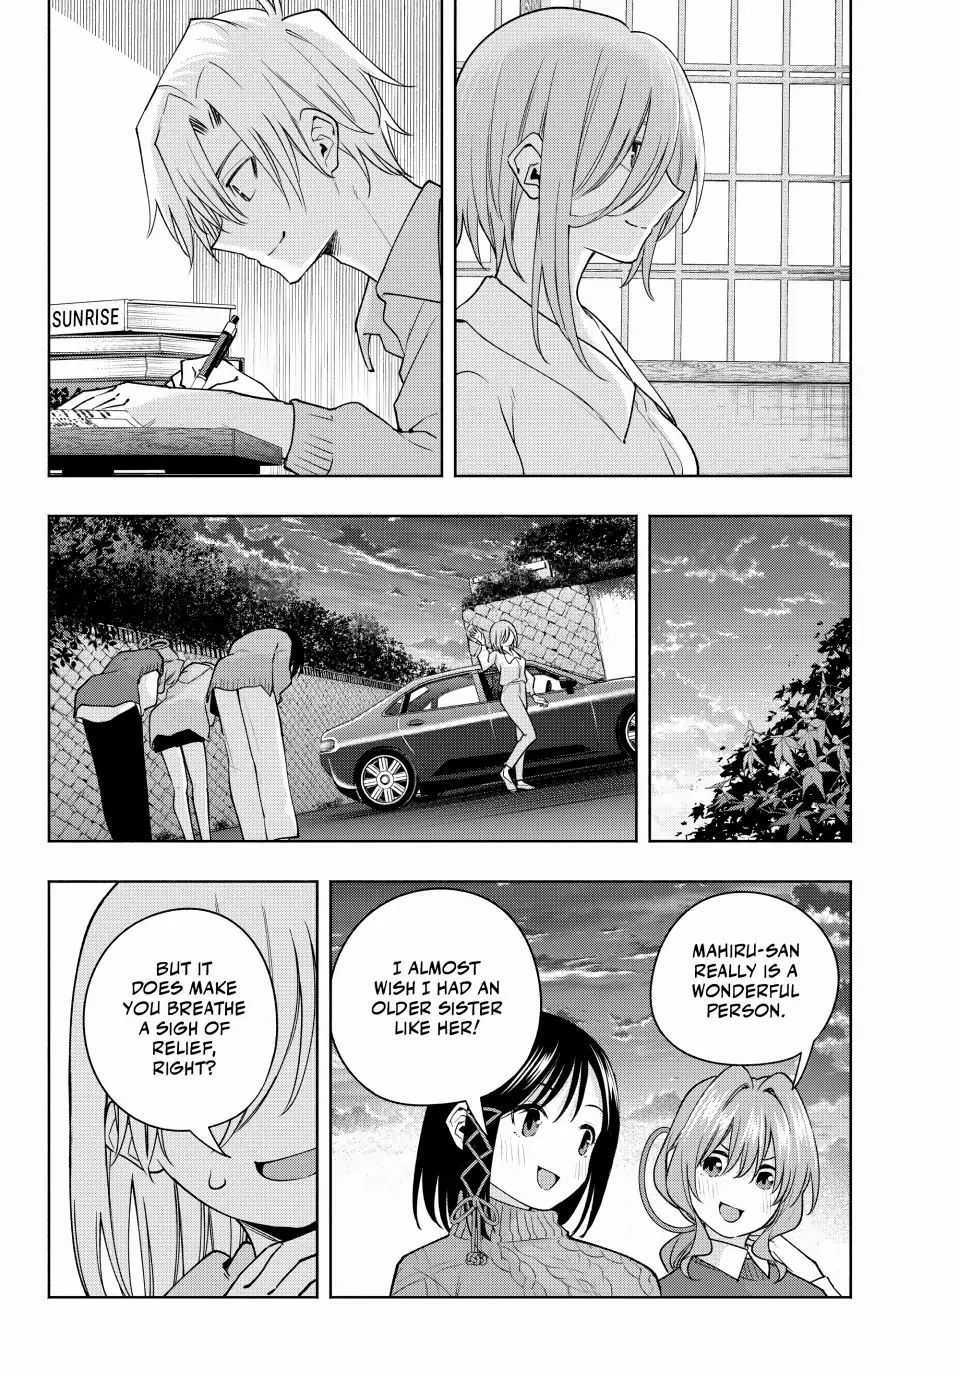 SUNRISE
MAHIRU-SAN
REALLY IS A
WONDERFUL
PERSON.
I ALMOST
WISH I HAD AN
OLDER SISTER
LIKE HER!
BUT IT
DOES MAKE
YOU BREATHE
A SIGH OF
RELIEF,
RIGHT?